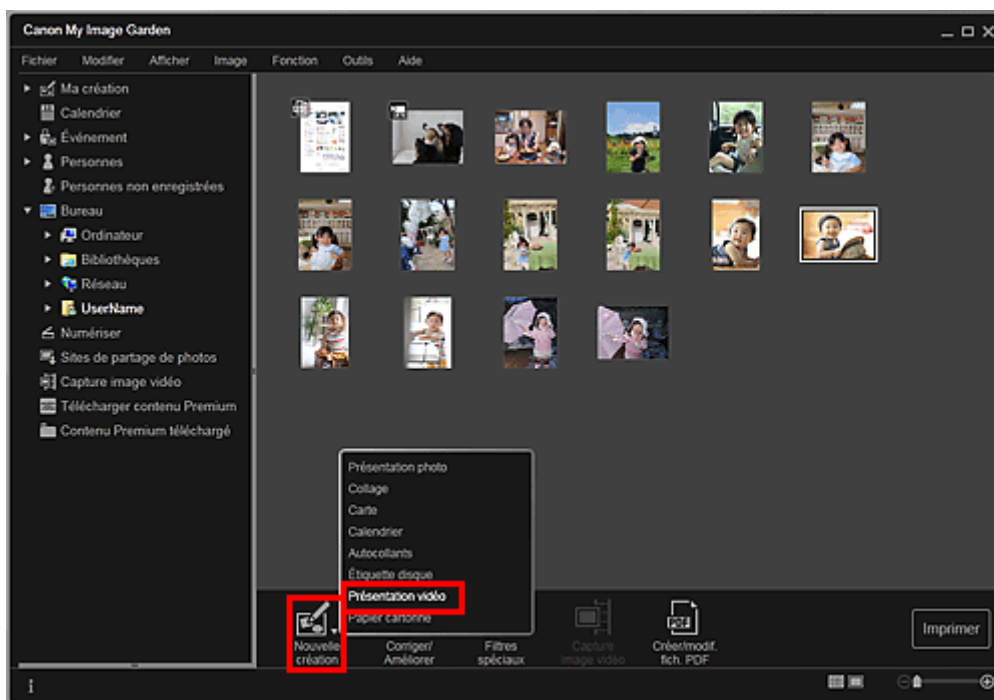 Canon My Image Garden
Fichier Modifier Afficher Image Fonction Outils Aide
Ma création
Calendrier
Événement
Personnes
Personnes non enregistrées
Bureau
Ordinateur
Bibliothèques
Réseau
UserName
Numériser
Sites de partage de photos
Capture image vidéo
Télécharger contenu Premium
Contenu Premium téléchargé
Présentation photo
Collage
Carte
Calendrier
Autocollants
Étiquette disque
Présentation vidéo
Papier cartonné
Nouvelle création
Corriger/ Améliorer
Filtres spéciaux
Capture image vidéo
PDF
Créer/modif. fich. PDF
Imprimer